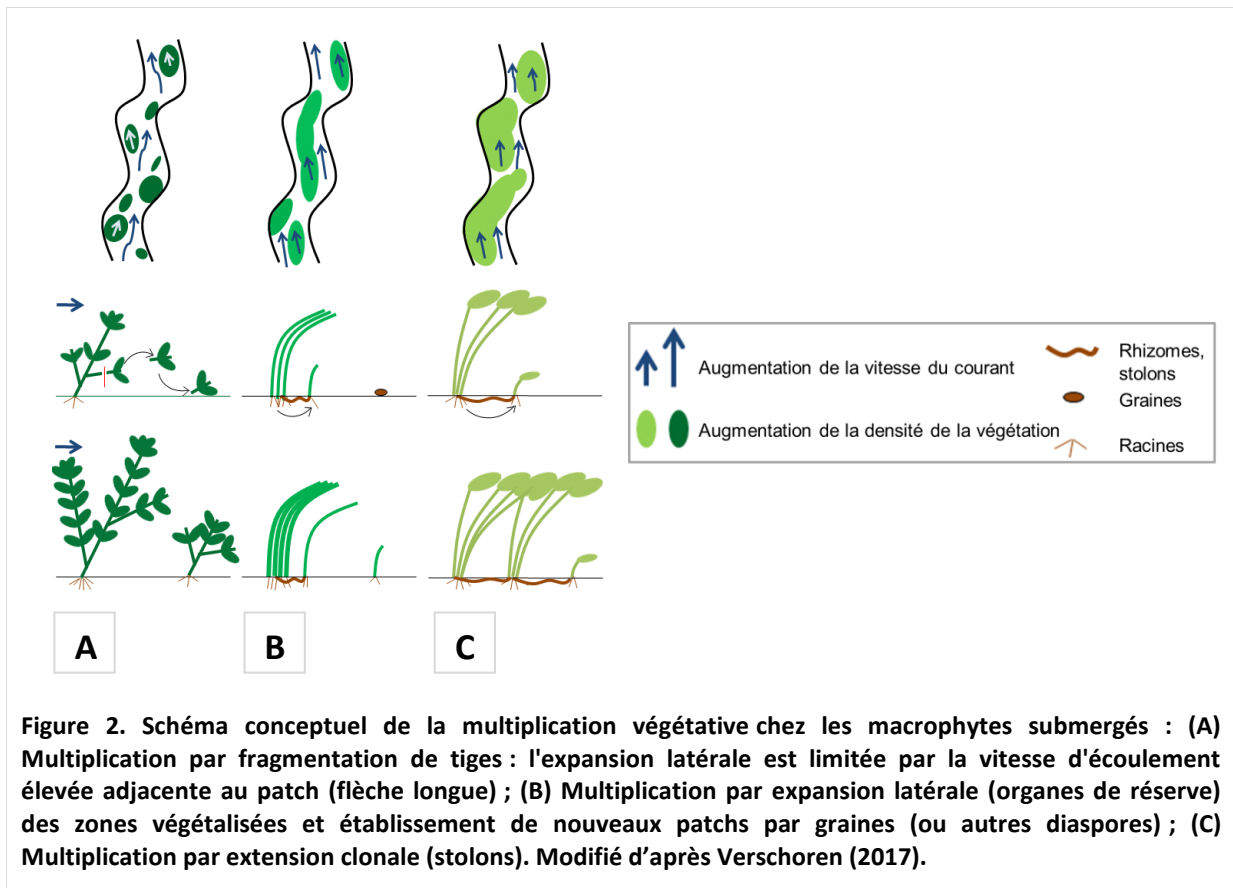 Augmentation de la vitesse du courant
Augmentation de la densité de la végétation
Rhizomes,
stolons
Graines
Racines
A
B
C
Figure 2. Schéma conceptuel de la multiplication végétative chez les macrophytes submergés : (A)
Multiplication par fragmentation de tiges : l'expansion latérale est limitée par la vitesse d'écoulement
élevée adjacente au patch (flèche longue) ; (B) Multiplication par expansion latérale (organes de réserve)
des zones végétalisées et établissement de nouveaux patchs par graines (ou autres diaspores) ; (C)
Multiplication par extension clonale (stolons). Modifié d’après Verschoren (2017).